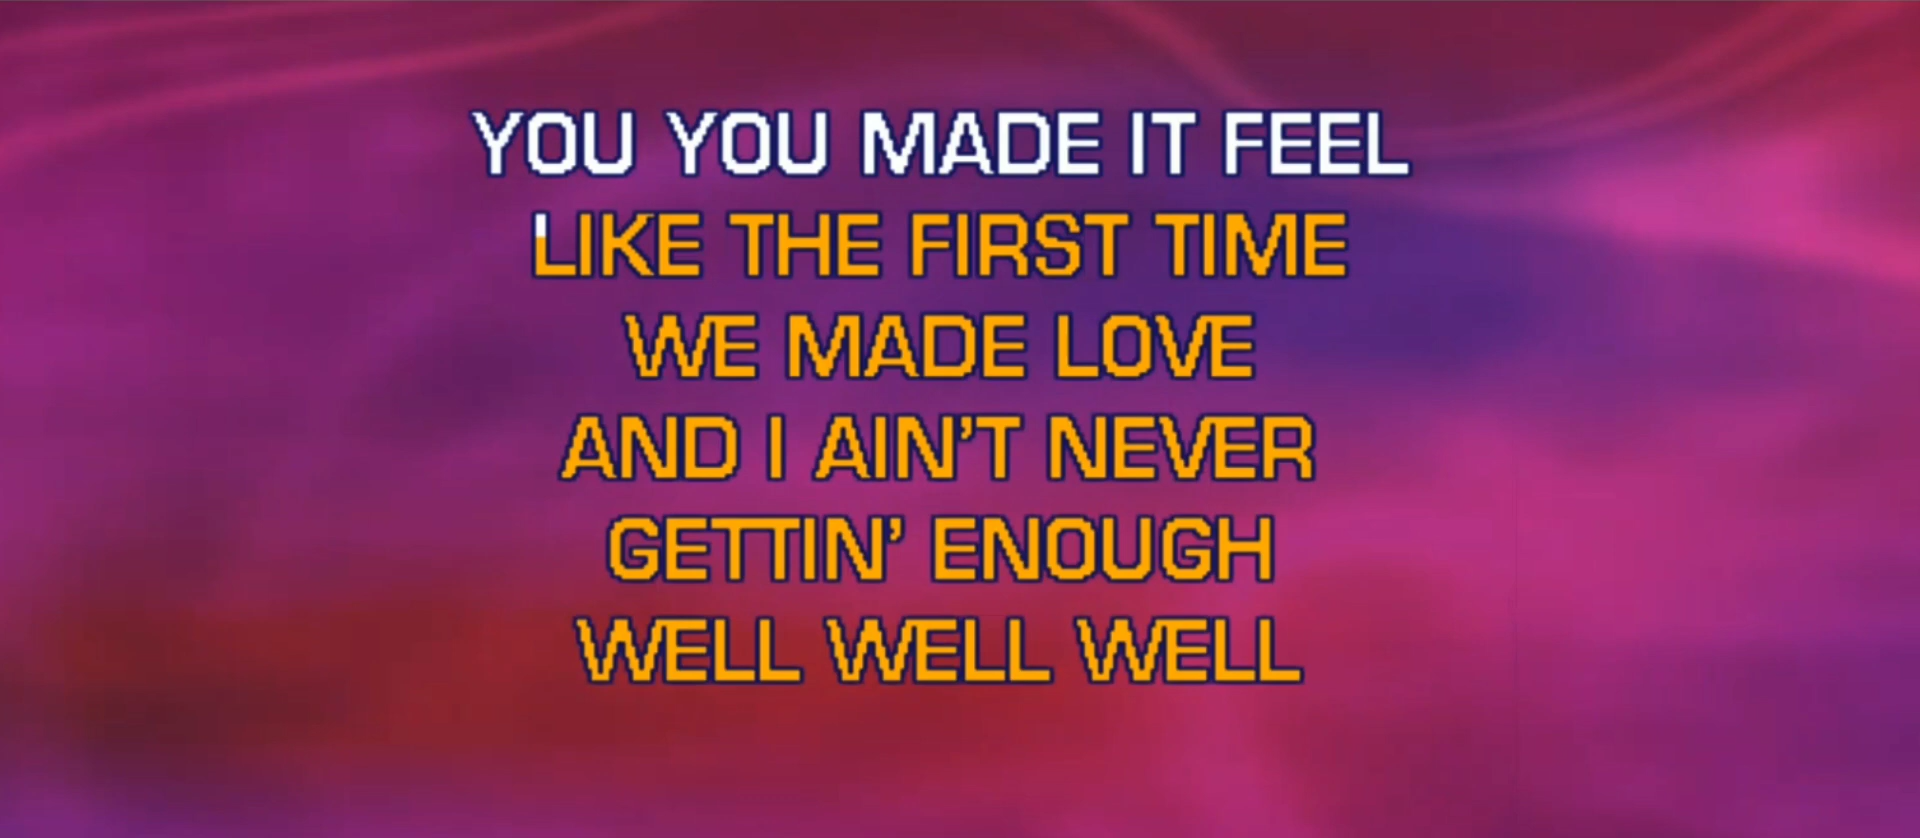 YOU YOU MADE IT FEEL
LIKE THE FIRST TIME
WE MADE LOVE
AND I AIN'T NEVER
GETTIN' ENOUGH
WELL WELL WELL